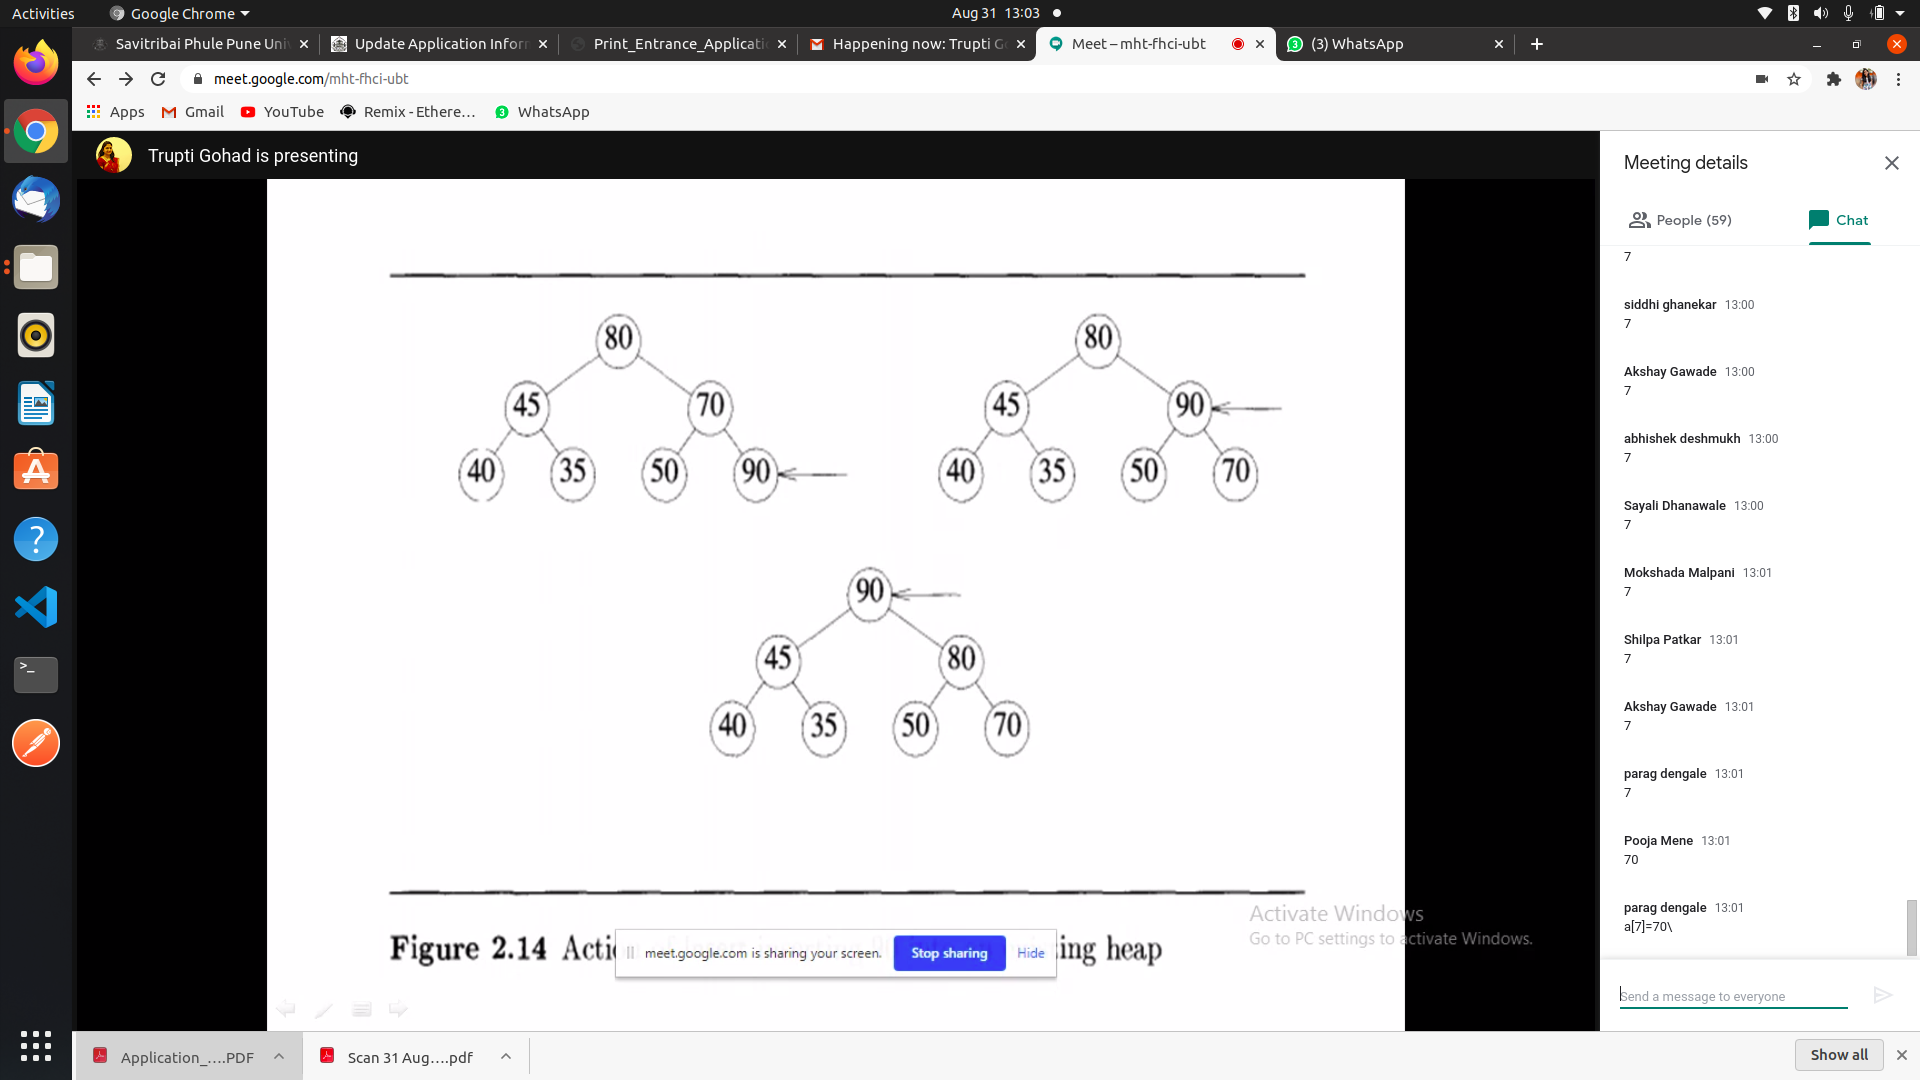 Activities
Google Chrome
Aug 31 13:03
Savitribai Phule Pune Uni
Update Application Infor
Print_Entrance_Applicati
Happening now: Trupti G
Meet – mht-fhci-ubt
(3) WhatsApp
meet.google.com/mht-fhci-ubt
Apps
Gmail
YouTube
Remix - Ethere…
WhatsApp
Trupti Gohad is presenting
80
45 70
40 35 50 90
80
45 90
40 35 50 70
90
45 80
40 35 50 70
Figure 2.14 Actio
ing heap
meet.google.com is sharing your screen.
Stop sharing
Hide
Activate Windows
Go to PC settings to activate Windows.
Meeting details
People (59)
Chat
7
siddhi ghanekar 13:00
7
Akshay Gawade 13:00
7
abhishek deshmukh 13:00
7
Sayali Dhanawale 13:00
7
Mokshada Malpani 13:01
7
Shilpa Patkar 13:01
7
Akshay Gawade 13:01
7
parag dengale 13:01
7
Pooja Mene 13:01
70
parag dengale 13:01
a[7]=70\
Send a message to everyone
Application_....PDF
Scan 31 Aug....pdf
Show all